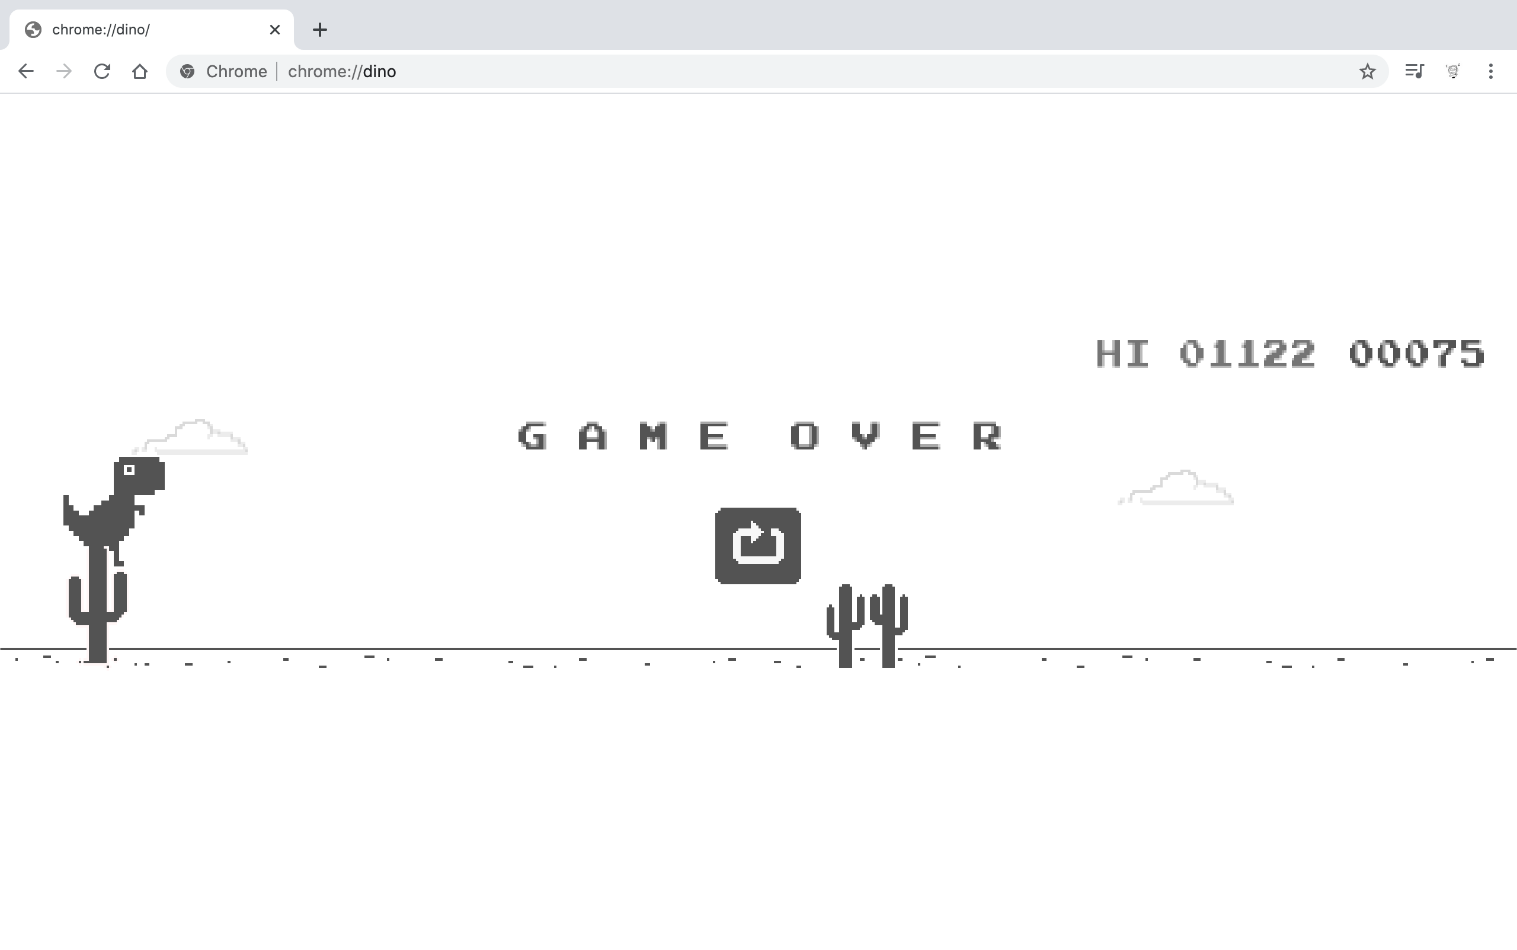 chrome://dino/
Chrome | chrome://dino
HI 01122 00075
GAME OVER